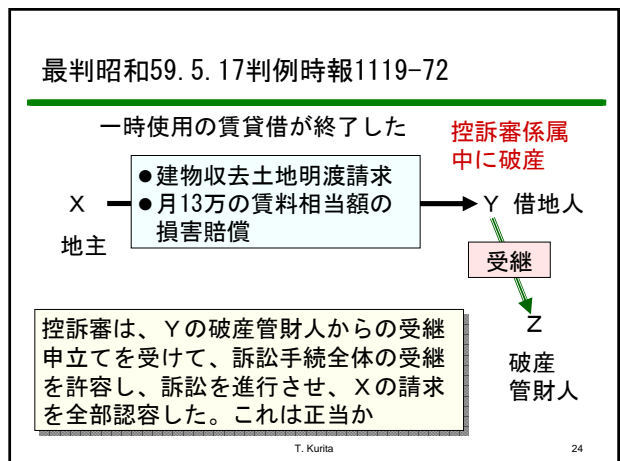 最判昭和59.5.17判例時報1119-72
一時使用の賃貸借が終了した
控訴審係属
中に破産
●建物収去土地明渡請求
●月13万の賃料相当額の
損害賠償
X
地主
Y 借地人
受継
Z
破産
管財人
控訴審は、Yの破産管財人からの受継
申立てを受けて、訴訟手続全体の受継
を許容し、訴訟を進行させ、Xの請求
を全部認容した。これは正当か
T. Kurita
24